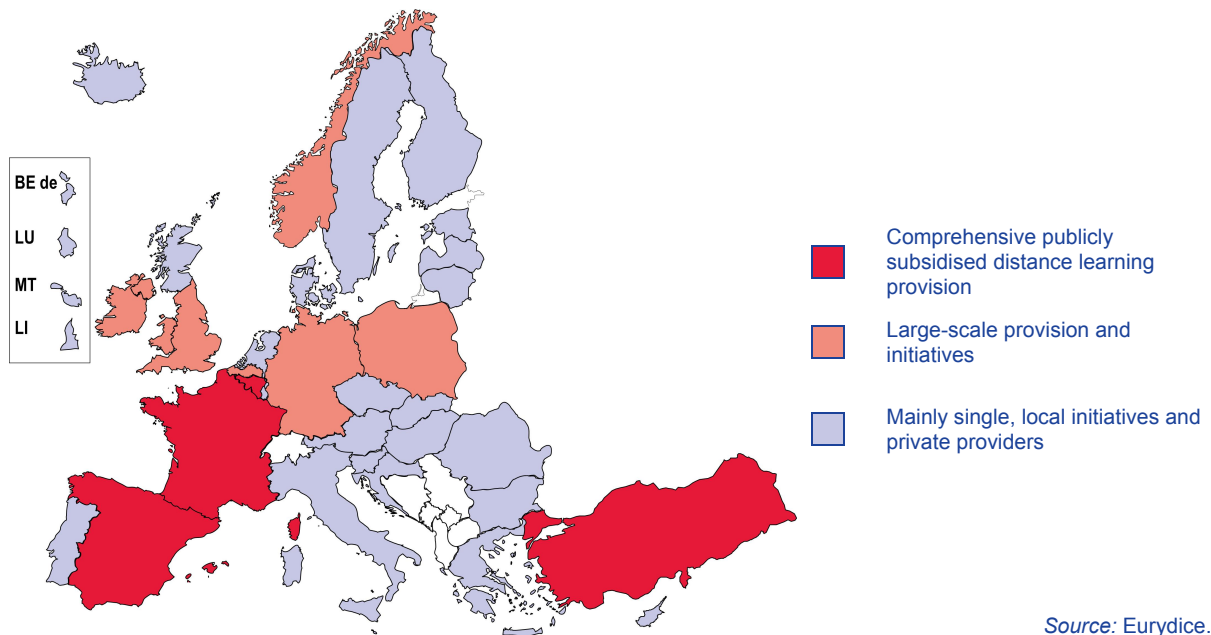 BE de
LU
MT
LI
Comprehensive publicly
subsidised distance learning
provision
Large-scale provision and
initiatives
Mainly single, local initiatives and
private providers
Source: Eurydice.